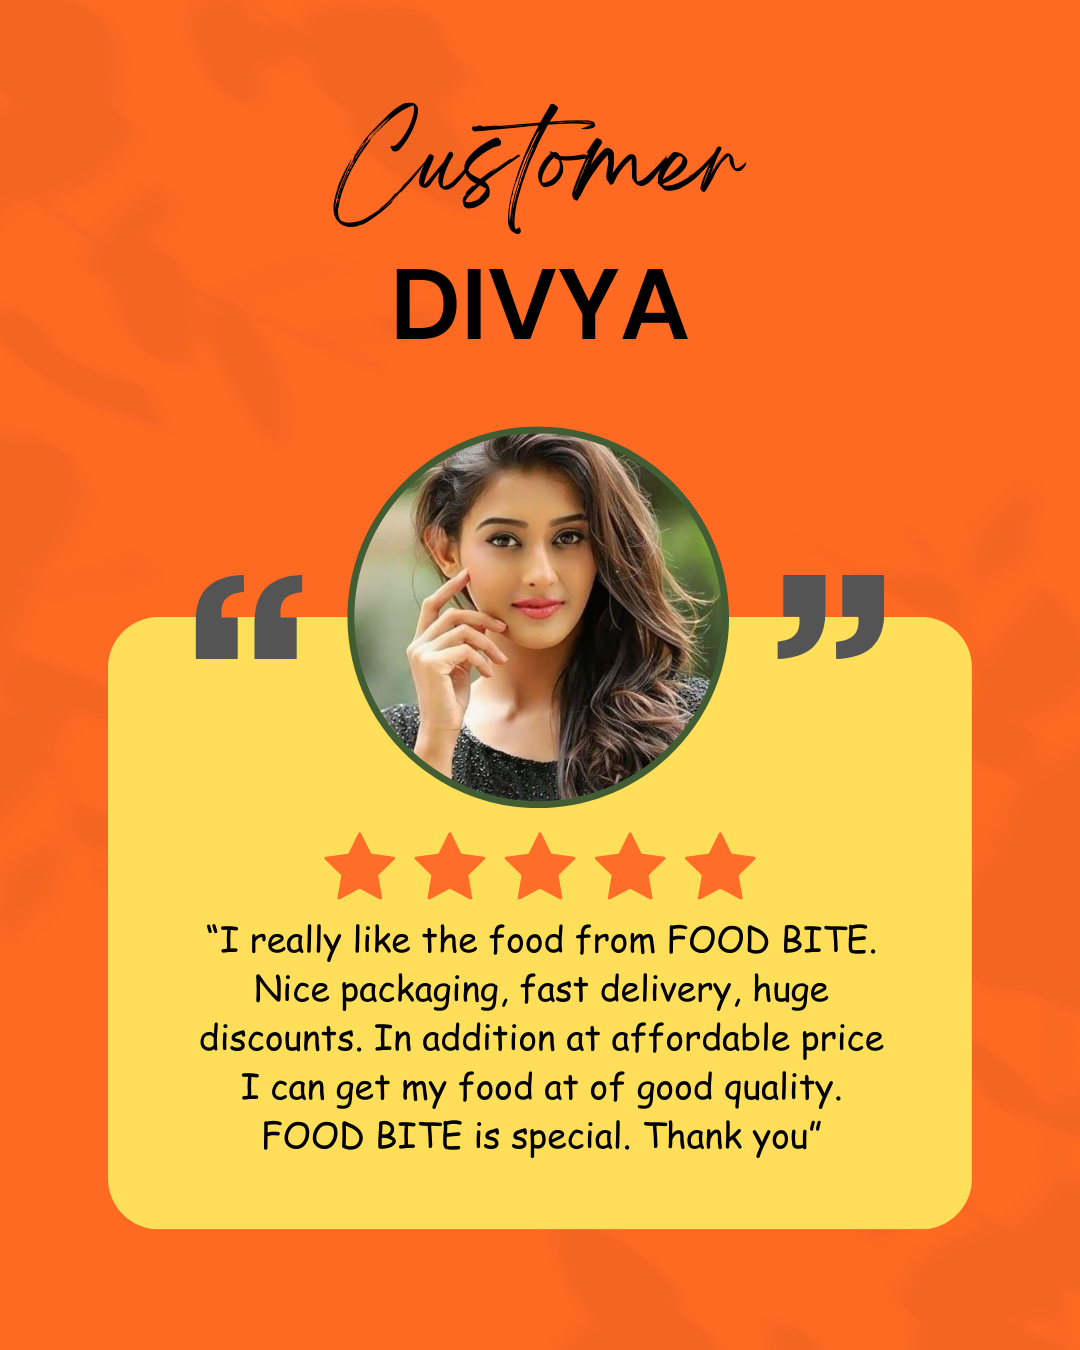 Customer
DIVYA
“I really like the food from FOOD BITE.
Nice packaging, fast delivery, huge
discounts. In addition at affordable price
I can get my food at of good quality.
FOOD BITE is special. Thank you”